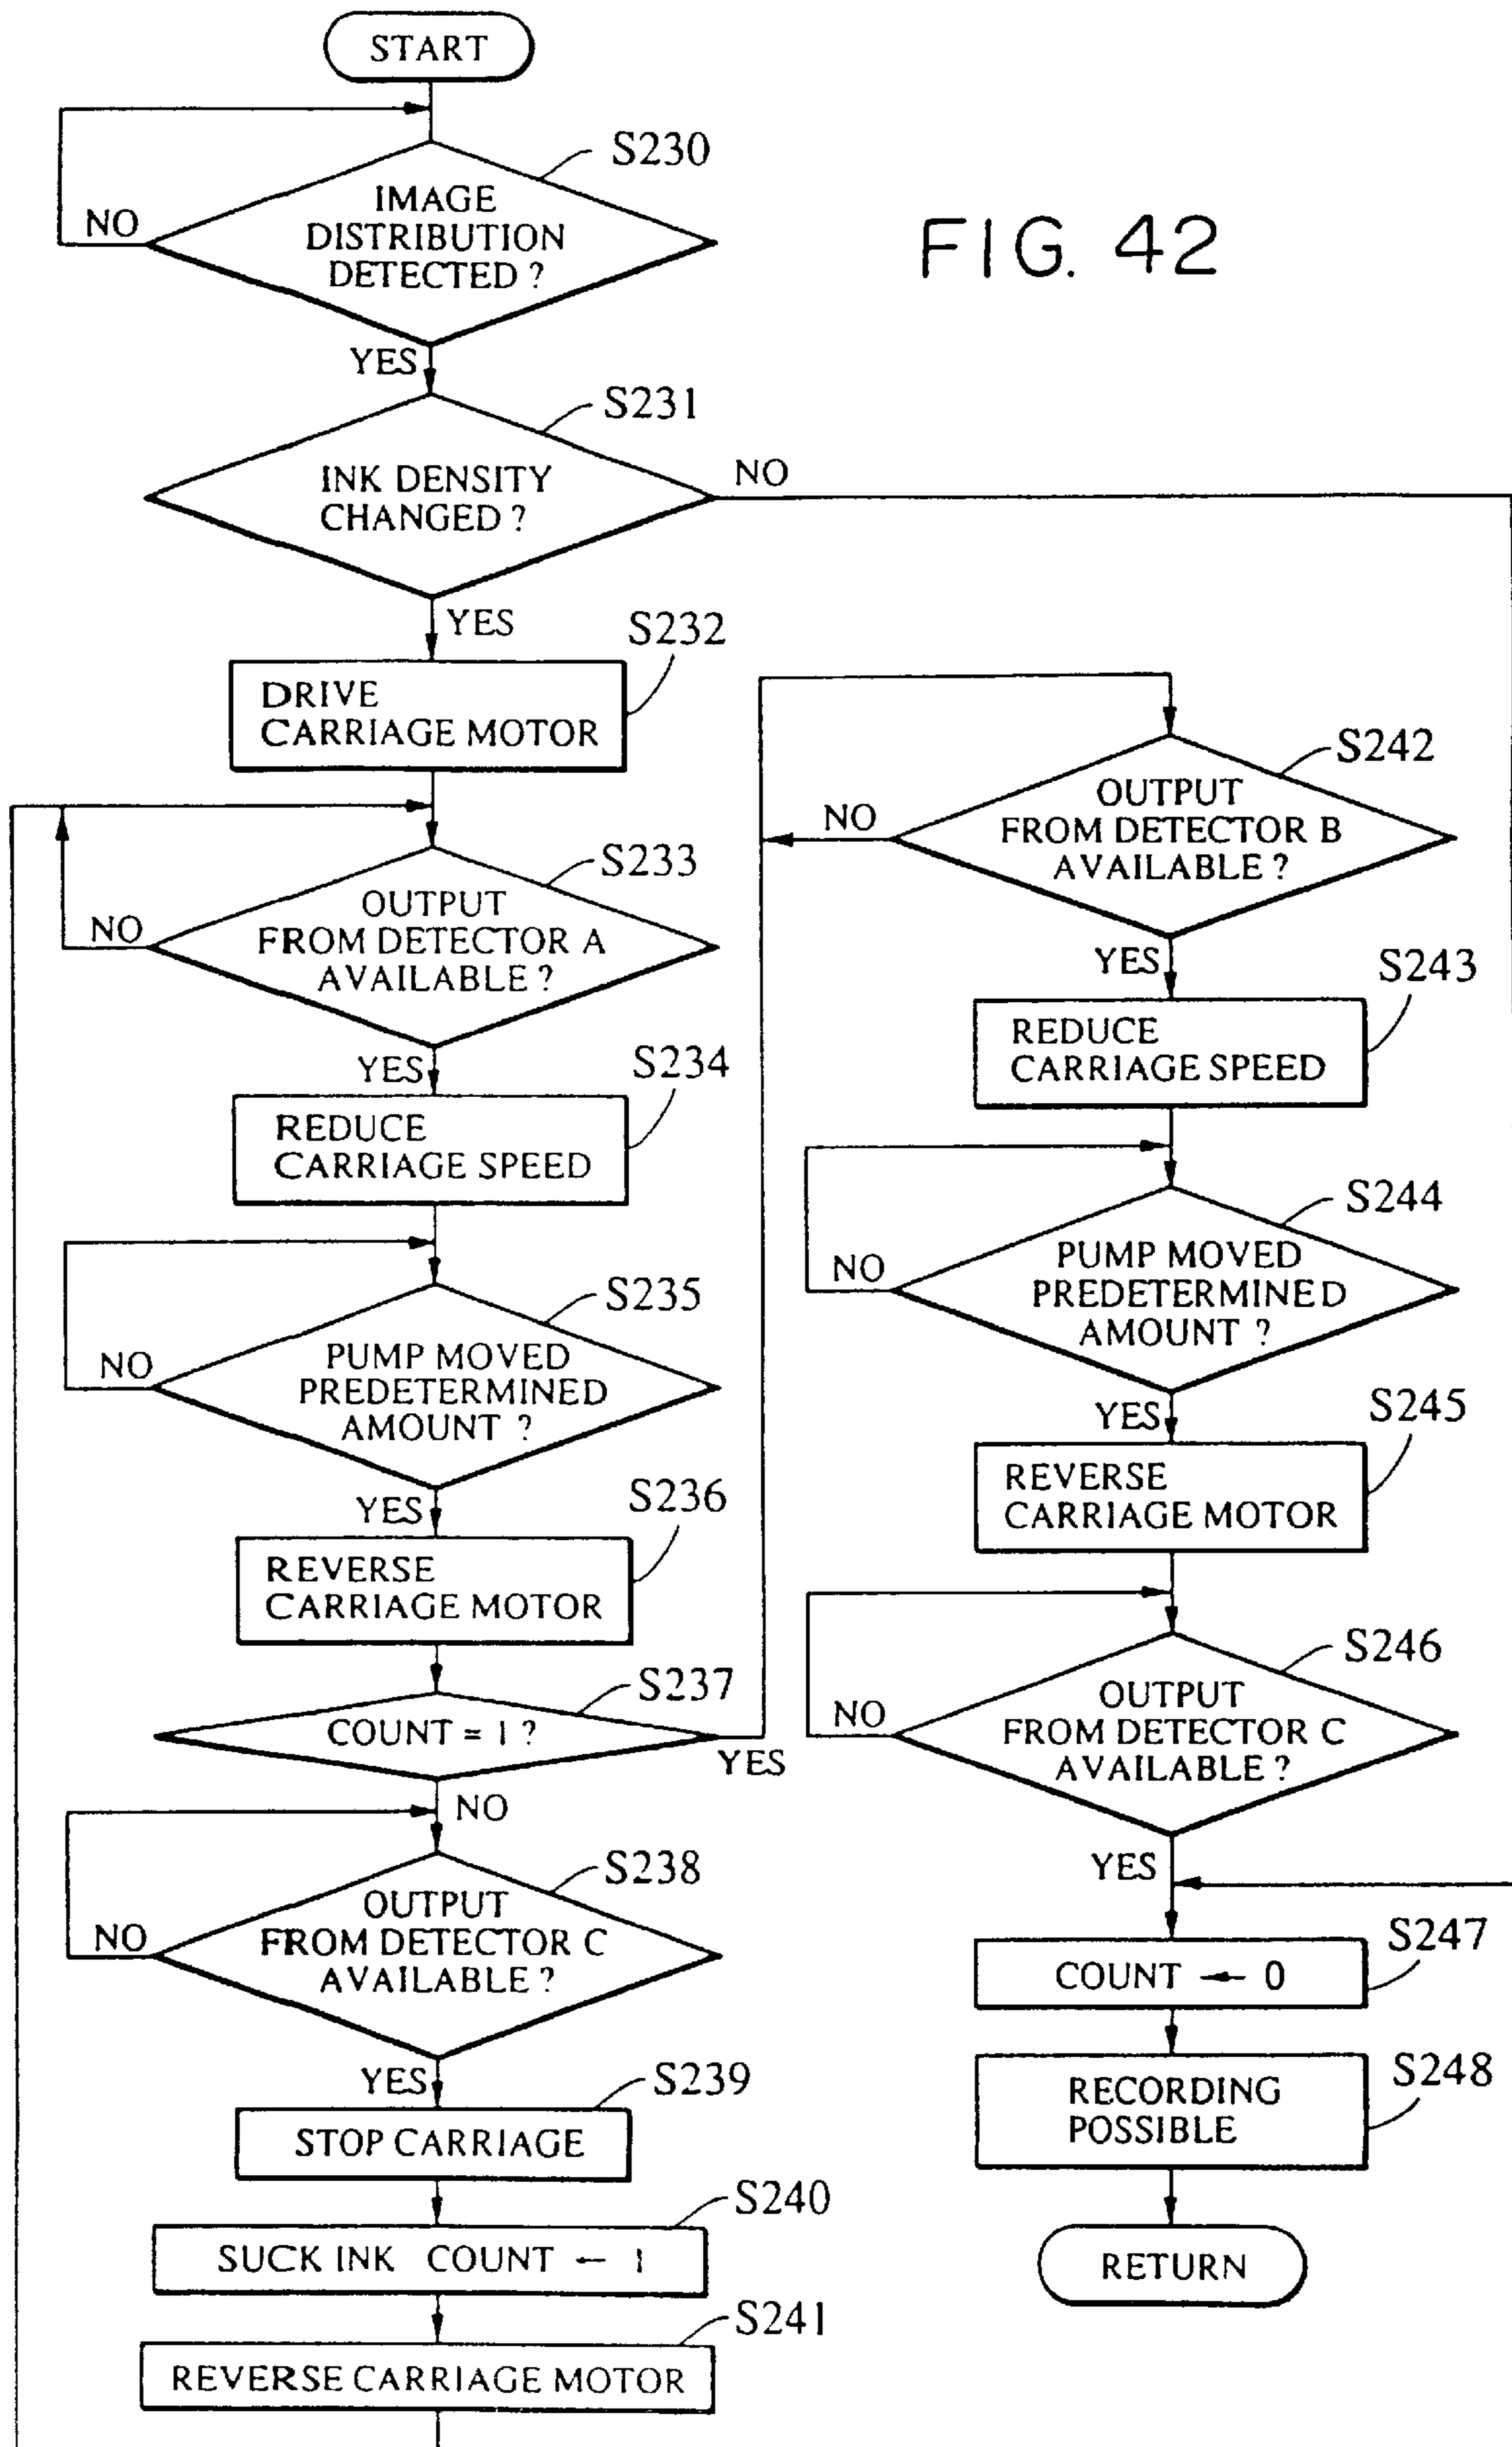 START
S230
IMAGE
DISTRIBUTION
DETECTED ?
NO
FIG. 42
YES
S231
INK DENSITY
CHANGED ?
NO
YES
S232
DRIVE
CARRIAGE MOTOR
S233
OUTPUT
FROM DETECTOR A
AVAILABLE ?
NO
YES
S234
REDUCE
CARRIAGE SPEED
S235
PUMP MOVED
PREDETERMINED
AMOUNT ?
NO
YES
S236
REVERSE
CARRIAGE MOTOR
S237
COUNT = 1 ?
YES
NO
S238
OUTPUT
FROM DETECTOR C
AVAILABLE ?
NO
YES
S239
STOP CARRIAGE
S240
SUCK INK COUNT ← 1
S241
REVERSE CARRIAGE MOTOR
S242
OUTPUT
FROM DETECTOR B
AVAILABLE ?
NO
YES
S243
REDUCE
CARRIAGE SPEED
S244
PUMP MOVED
PREDETERMINED
AMOUNT ?
NO
YES
S245
REVERSE
CARRIAGE MOTOR
S246
OUTPUT
FROM DETECTOR C
AVAILABLE ?
NO
YES
S247
COUNT ← 0
S248
RECORDING
POSSIBLE
RETURN